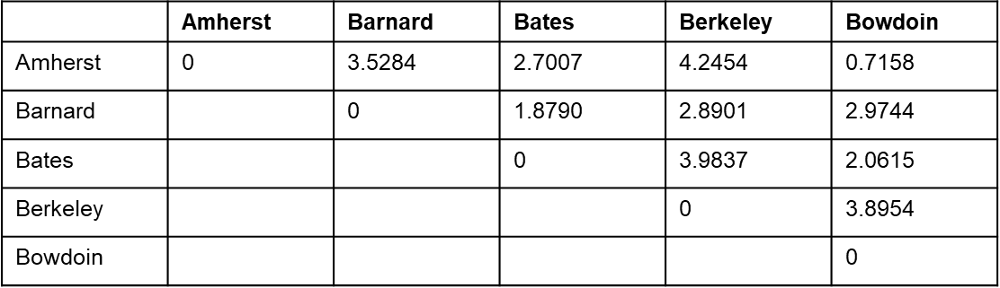 Amherst Barnard Bates Berkeley Bowdoin
Amherst 0 3.5284 2.7007 4.2454 0.7158
Barnard 0 1.8790 2.8901 2.9744
Bates 0 3.9837 2.0615
Berkeley 0 3.8954
Bowdoin 0